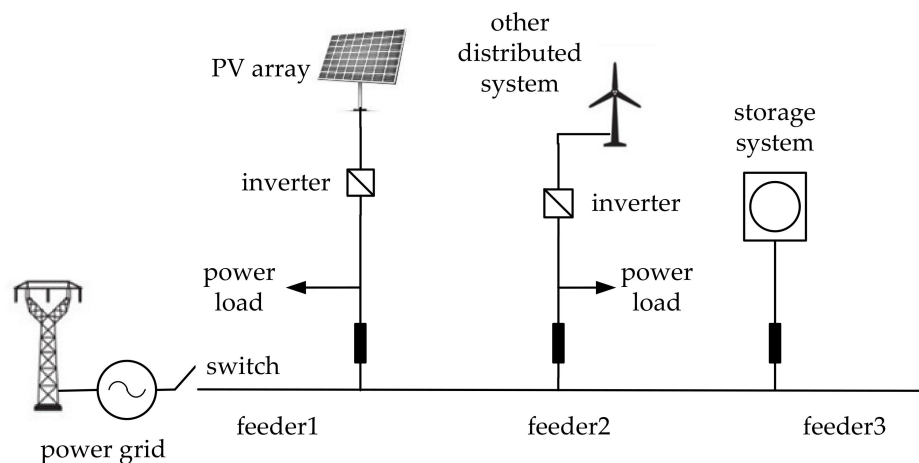 other
distributed
system
PV array
storage
system
inverter
inverter
power
load
power
load
switch
feeder1
feeder2
feeder3
power grid